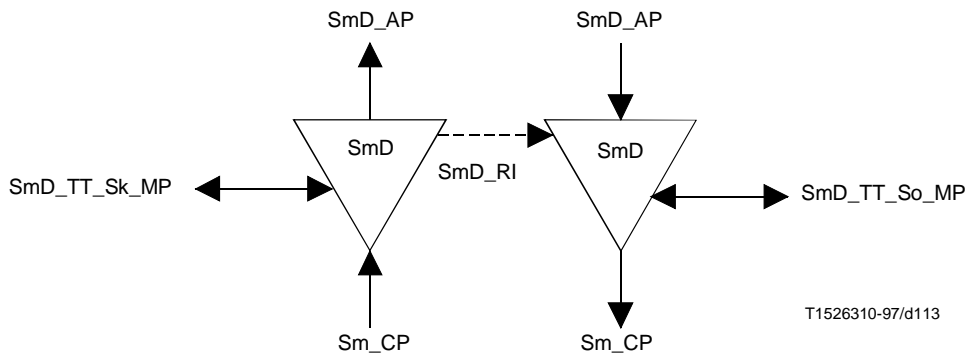 SmD_AP
SmD_AP
SmD
SmD
SmD_RI
SmD_TT_Sk_MP
SmD_TT_So_MP
T1526310-97/d113
Sm_CP
Sm_CP